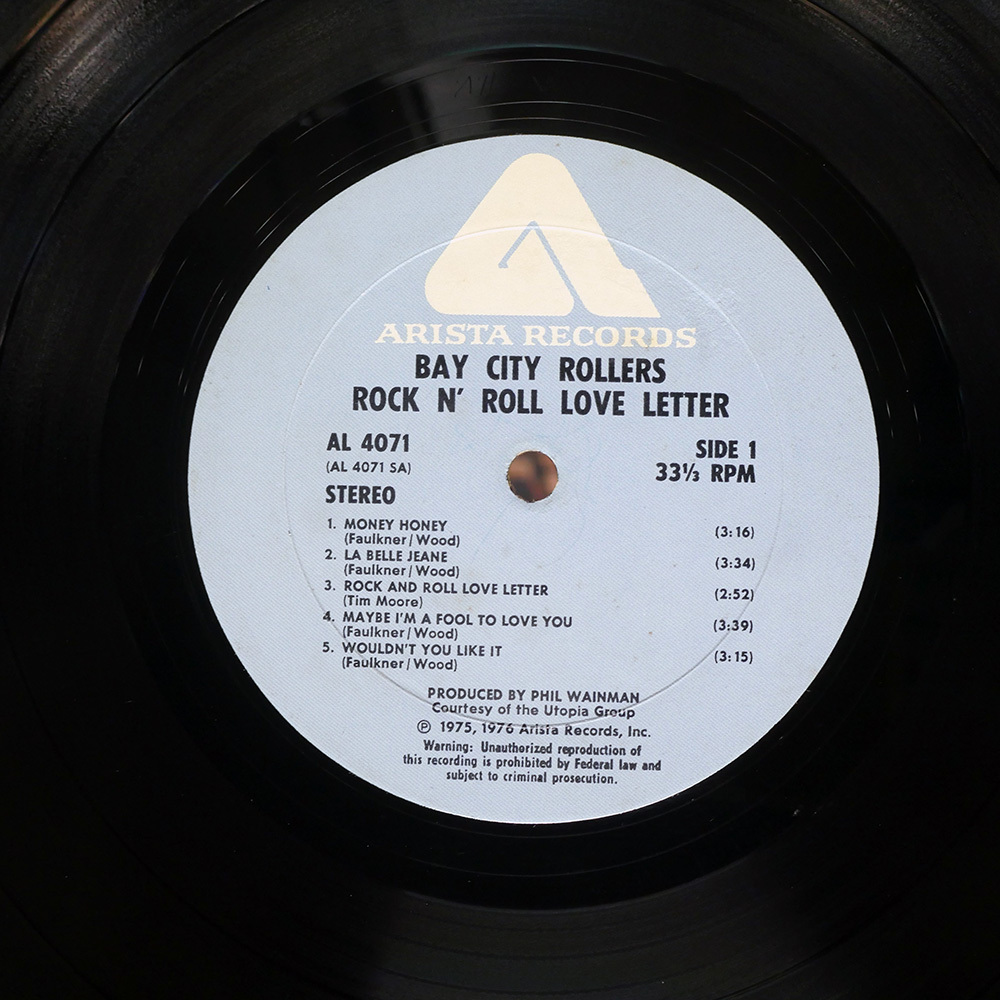 ARISTA RECORDS
BAY CITY ROLLERS
ROCK N' ROLL LOVE LETTER
AL 4071
(AL 4071 SA)
STEREO
SIDE 1
33⅓ RPM
1. MONEY HONEY (3:16)
(Faulkner/Wood)
2. LA BELLE JEANE (3:34)
(Faulkner/Wood)
3. ROCK AND ROLL LOVE LETTER (2:52)
(Tim Moore)
4. MAYBE I'M A FOOL TO LOVE YOU (3:39)
(Faulkner/Wood)
5. WOULDN'T YOU LIKE IT (3:15)
(Faulkner/Wood)
PRODUCED BY PHIL WAINMAN
Courtesy of the Utopia Group
℗ 1975, 1976 Arista Records, Inc.
Warning: Unauthorized reproduction of
this recording is prohibited by Federal law and
subject to criminal prosecution.